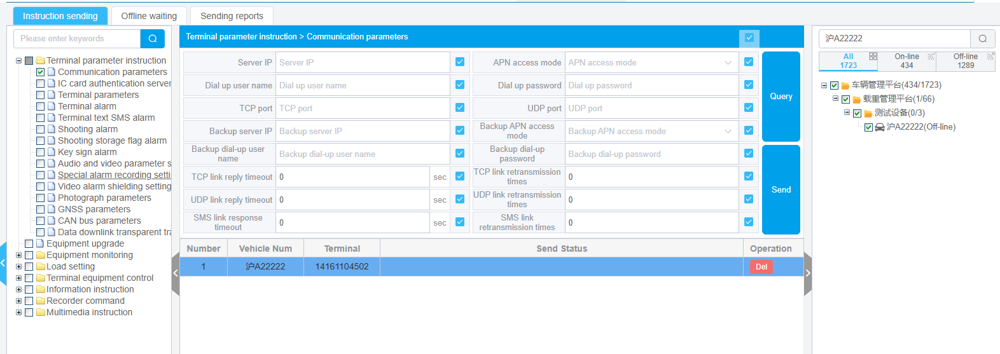 Instruction sending
Offline waiting
Sending reports
Please enter keywords
Terminal parameter instruction
Communication parameters
IC card authentication server
Terminal parameters
Terminal alarm
Terminal text SMS alarm
Shooting alarm
Shooting storage flag alarm
Key sign alarm
Audio and video parameter s
Special alarm recording setti
Video alarm shielding setting
Photograph parameters
GNSS parameters
CAN bus parameters
Data downlink transparent tra
Equipment upgrade
Equipment monitoring
Load setting
Terminal equipment control
Information instruction
Recorder command
Multimedia instruction
Terminal parameter instruction > Communication parameters
Server IP Server IP
APN access mode APN access mode
Dial up user name Dial up user name
Dial up password Dial up password
TCP port TCP port
UDP port UDP port
Backup server IP Backup server IP
Backup APN access
mode
Backup APN access mode
Backup dial-up user
name
Backup dial-up user name
Backup dial-up
password
Backup dial-up password
TCP link reply timeout 0 sec
TCP link retransmission
times
0
UDP link reply timeout 0 sec
UDP link retransmission
times
0
SMS link response
timeout
0 sec
SMS link
retransmission times
0
Query
Send
Number Vehicle Num Terminal Send Status Operation
1 沪A22222 14161104502 Del
沪A22222
All
1723
On-line
434
Off-line
1289
车辆管理平台(434/1723)
载重管理平台(1/66)
测试设备(0/3)
沪A22222(Off-line)